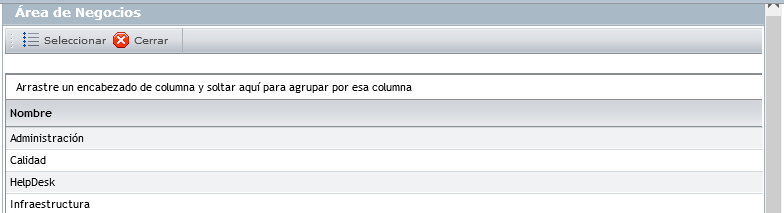 Área de Negocios
Seleccionar Cerrar
Arrastre un encabezado de columna y soltar aquí para agrupar por esa columna
Nombre
Administración
Calidad
HelpDesk
Infraestructura